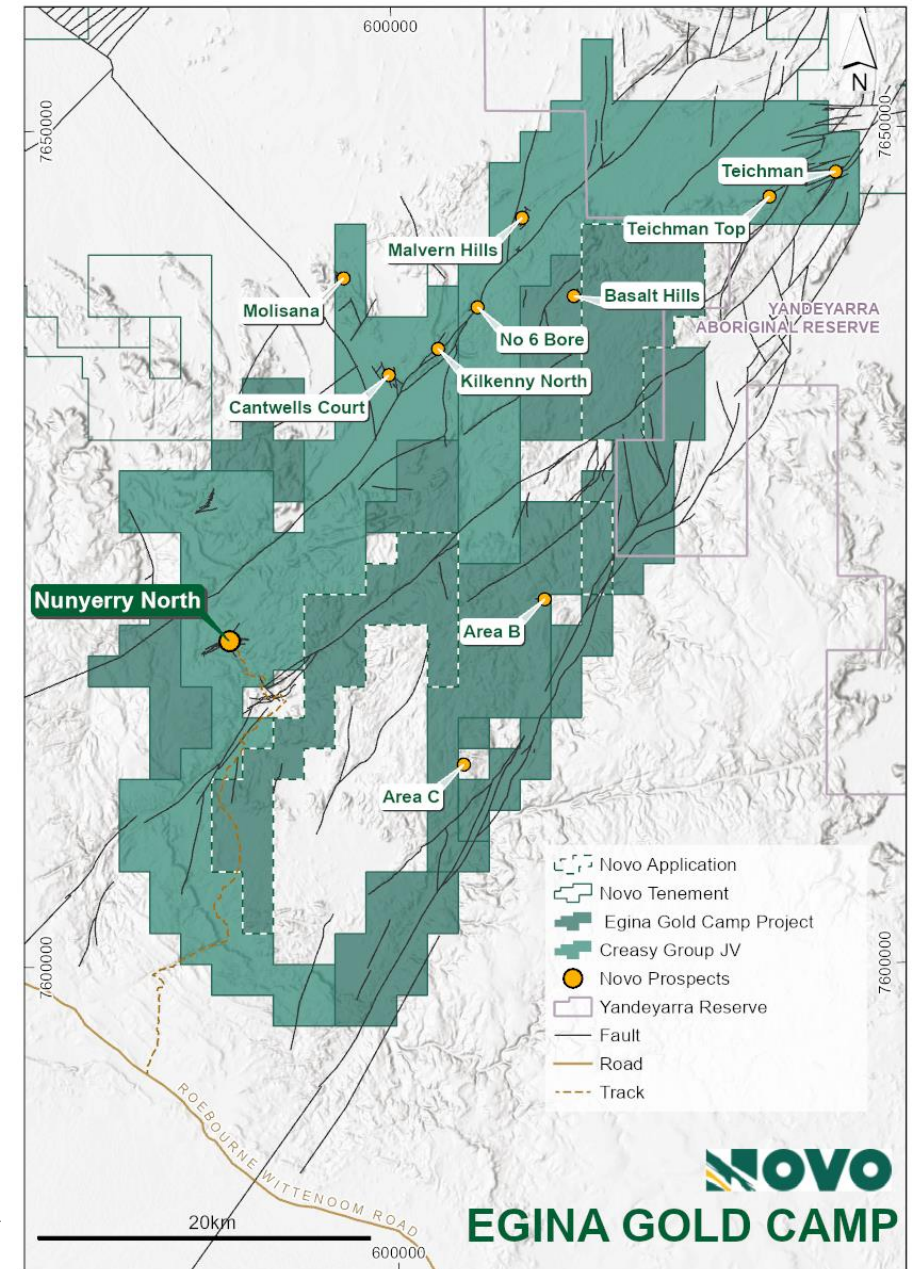 600000
N
7650000
7650000
Teichman
Teichman Top
Malvern Hills
Molisana
Basalt Hills
YANDEYARRA
ABORIGINAL RESERVE
No 6 Bore
Kilkenny North
Cantwells Court
Nunyerry North
Area B
Area C
Novo Application
Novo Tenement
Egina Gold Camp Project
Creasy Group JV
Novo Prospects
Yandeyarra Reserve
Fault
Road
Track
7600000
7600000
ROEBOURNE WITTENOOM ROAD
NOVO
20km
EGINA GOLD CAMP
600000